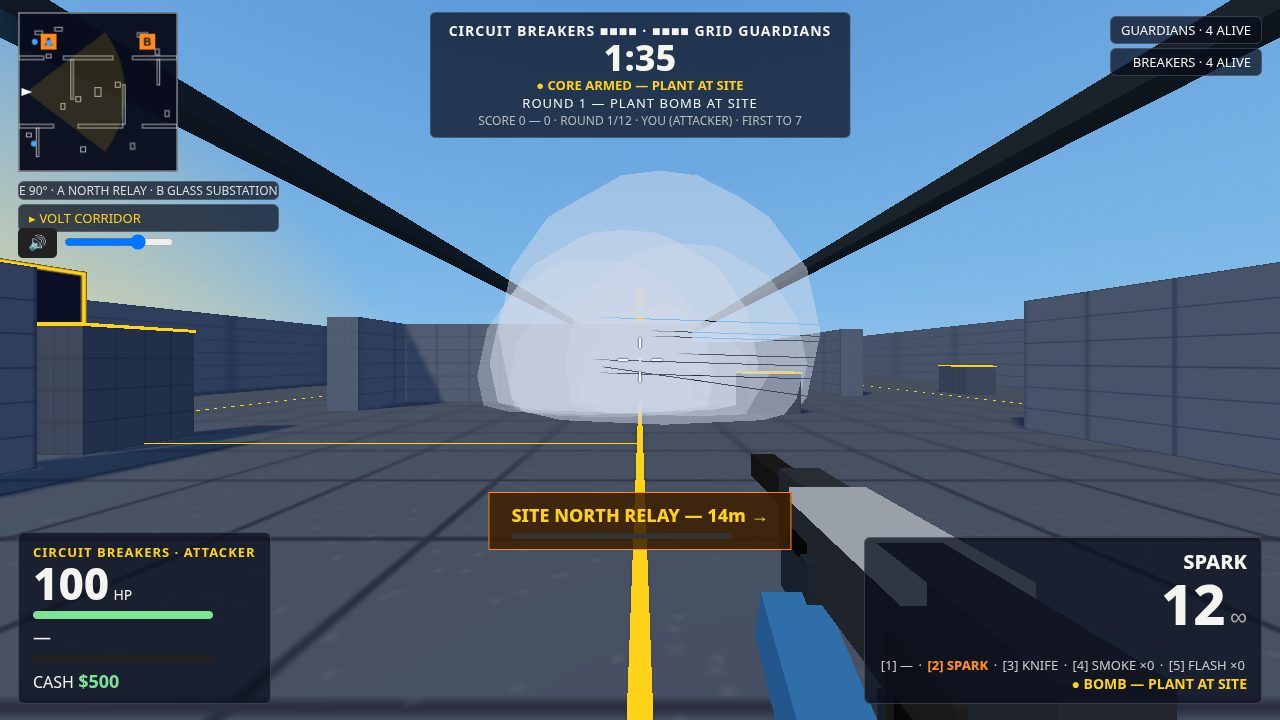 A
B
E 90° · A NORTH RELAY · B GLASS SUBSTATION
▸ VOLT CORRIDOR
CIRCUIT BREAKERS ■■■■ · ■■■■ GRID GUARDIANS
1:35
● CORE ARMED — PLANT AT SITE
ROUND 1 — PLANT BOMB AT SITE
SCORE 0 — 0 · ROUND 1/12 · YOU (ATTACKER) · FIRST TO 7
GUARDIANS · 4 ALIVE
BREAKERS · 4 ALIVE
SITE NORTH RELAY — 14m →
CIRCUIT BREAKERS · ATTACKER
100 HP
—
CASH $500
SPARK
12 ∞
[1] — · [2] SPARK · [3] KNIFE · [4] SMOKE ×0 · [5] FLASH ×0
● BOMB — PLANT AT SITE